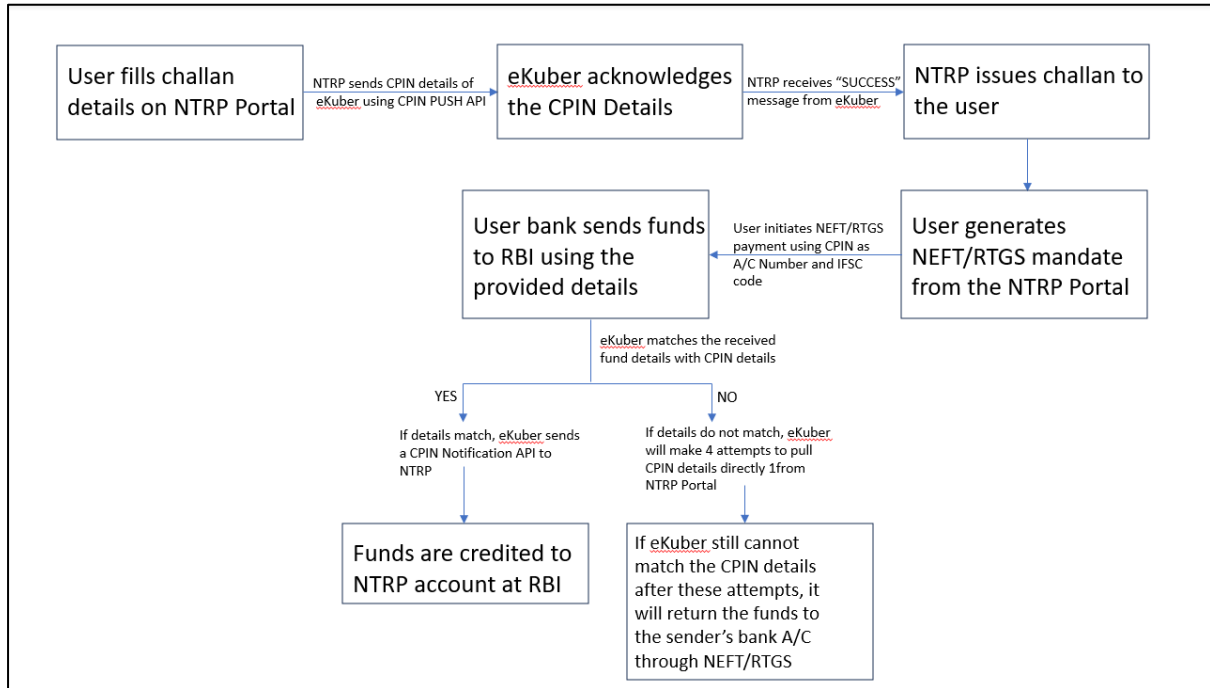 User fills challan
details on NTRP Portal
NTRP sends CPIN details of
eKuber using CPIN PUSH API
eKuber acknowledges
the CPIN Details
NTRP receives “SUCCESS”
message from eKuber
NTRP issues challan to
the user
User generates
NEFT/RTGS mandate
from the NTRP Portal
User initiates NEFT/RTGS
payment using CPIN as
A/C Number and IFSC
code
User bank sends funds
to RBI using the
provided details
eKuber matches the received
fund details with CPIN details
YES
NO
If details match, eKuber sends
a CPIN Notification API to
NTRP
If details do not match, eKuber
will make 4 attempts to pull
CPIN details directly 1from
NTRP Portal
Funds are credited to
NTRP account at RBI
If eKuber still cannot
match the CPIN details
after these attempts, it
will return the funds to
the sender’s bank A/C
through NEFT/RTGS